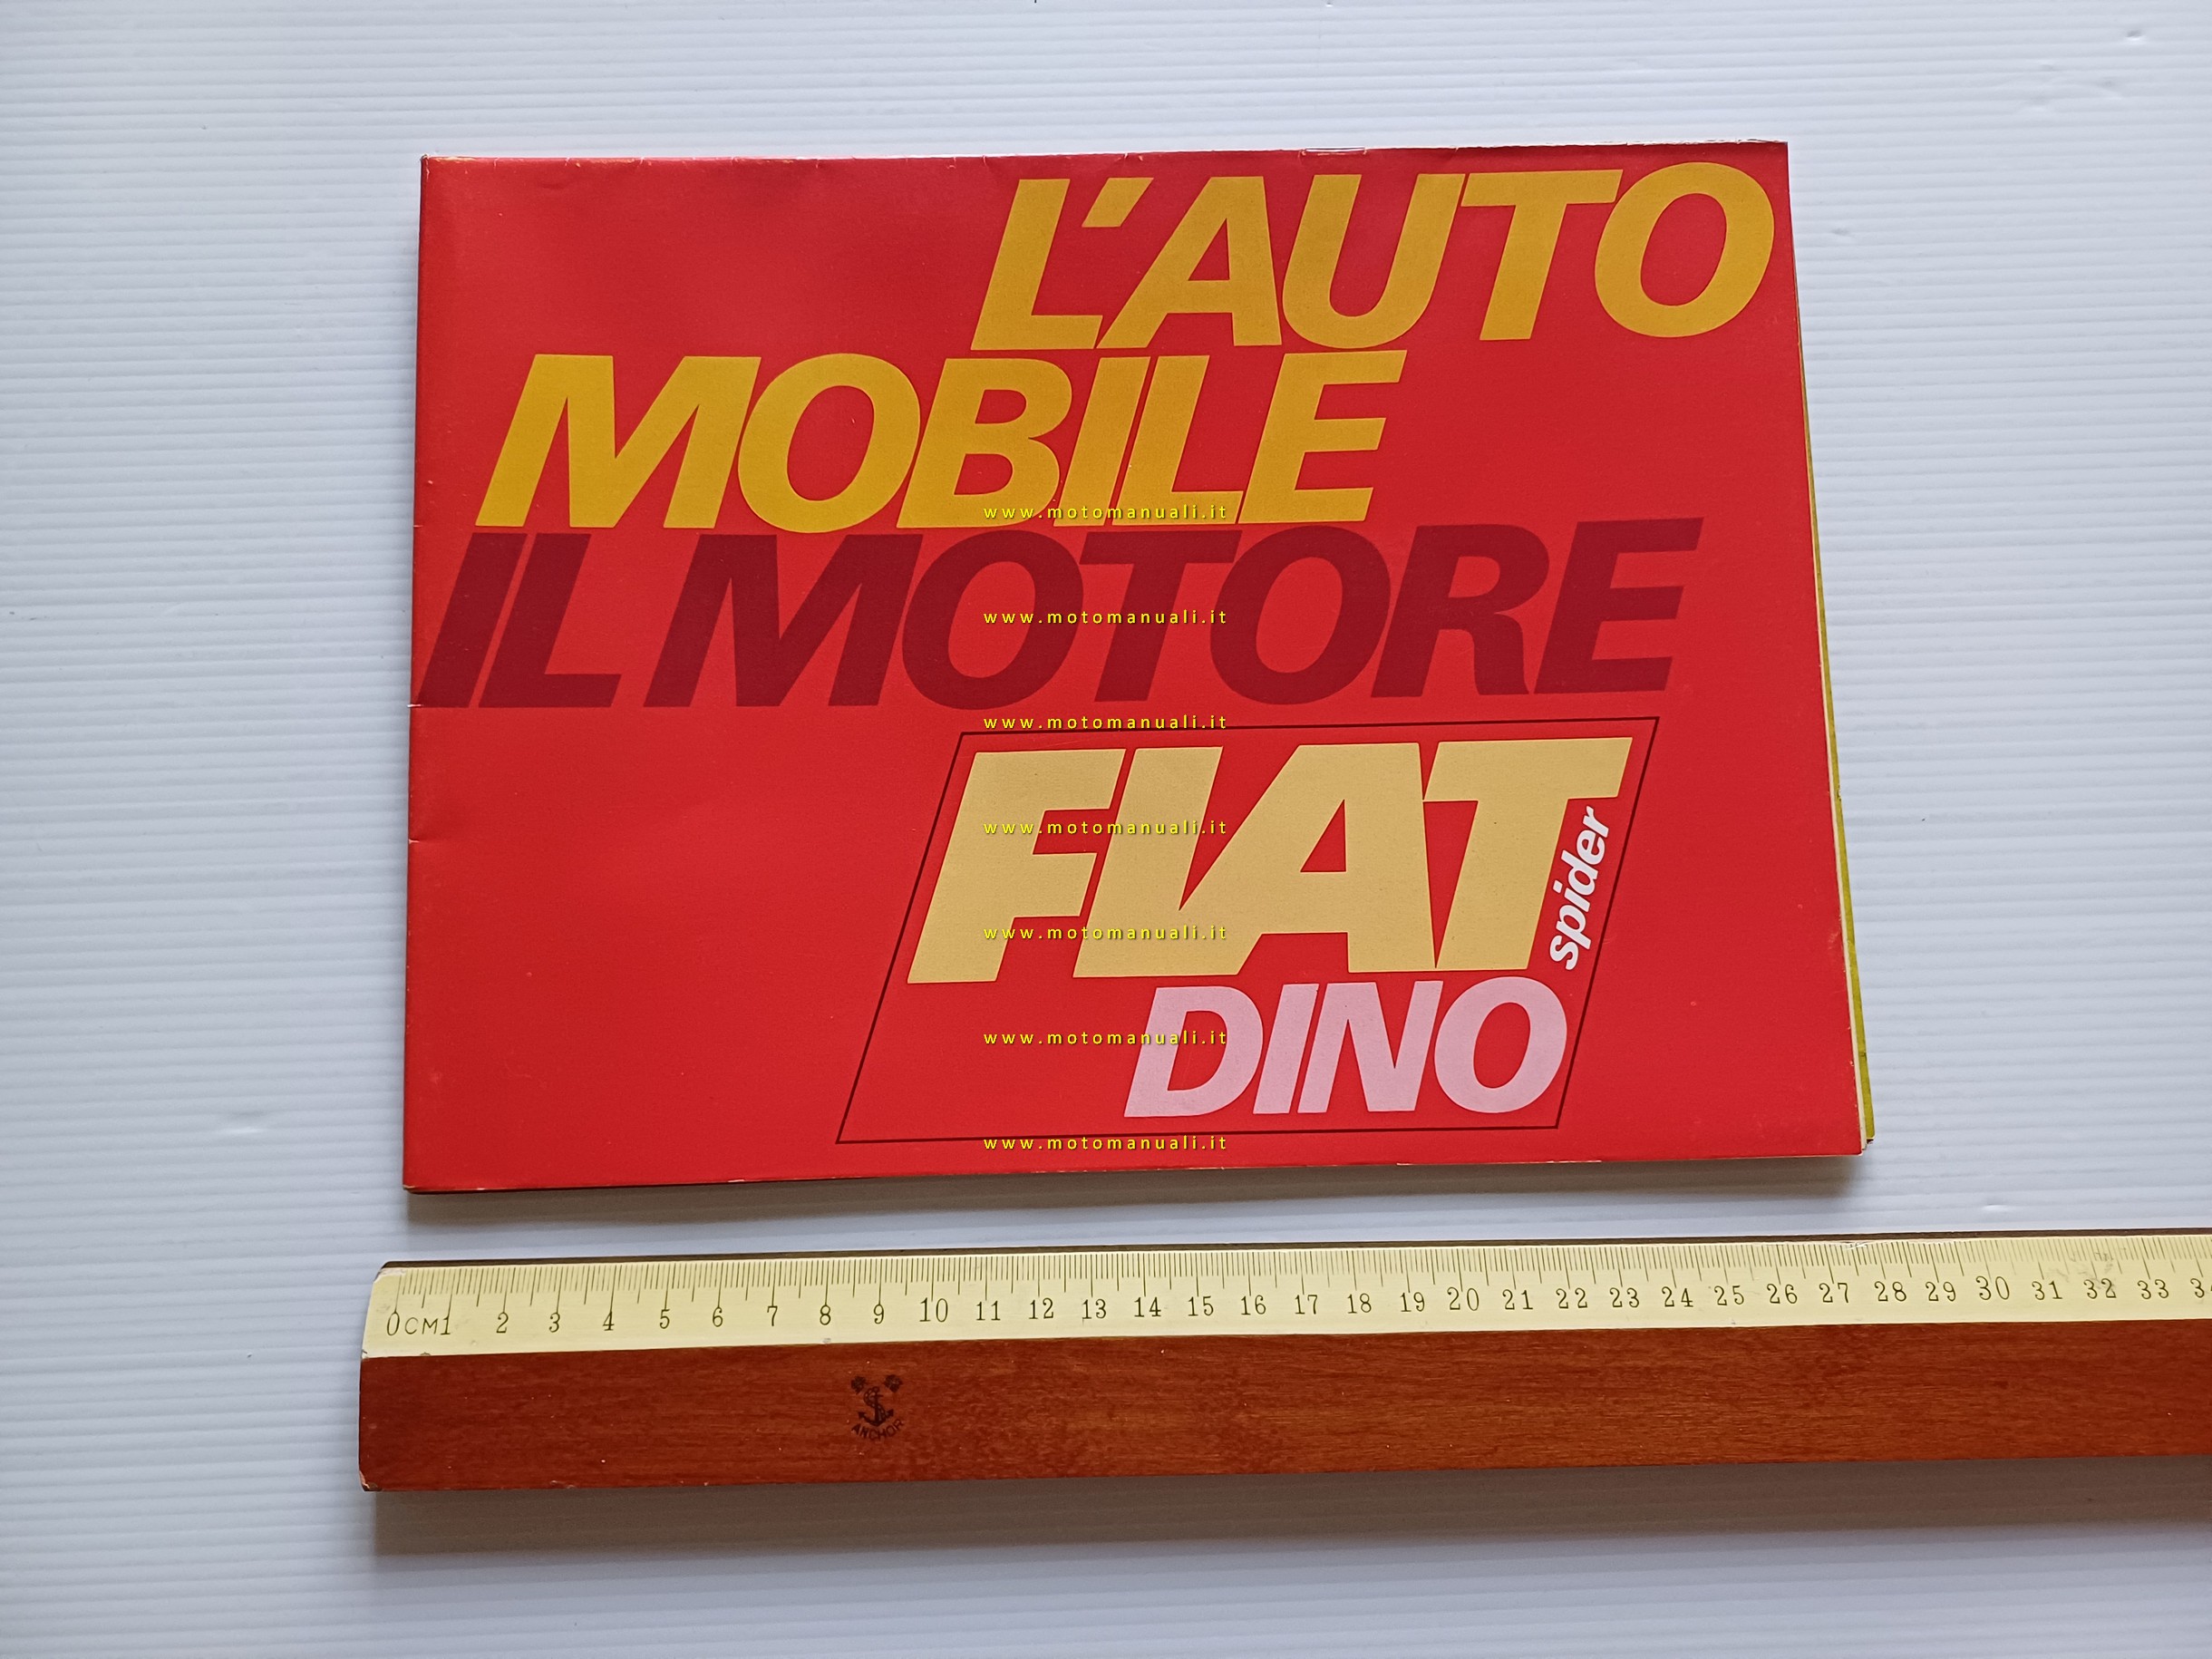 L'AUTO
MOBILE
www.motomanuali.it
IL MOTORE
www.motomanuali.it
www.motomanuali.it
FIAT
spider
www.motomanuali.it
www.motomanuali.it
DINO
www.motomanuali.it
www.motomanuali.it
0CM1 2 3 4 5 6 7 8 9 10 11 12 13 14 15 16 17 18 19 20 21 22 23 24 25 26 27 28 29 30 31 32 33
ANCHOR